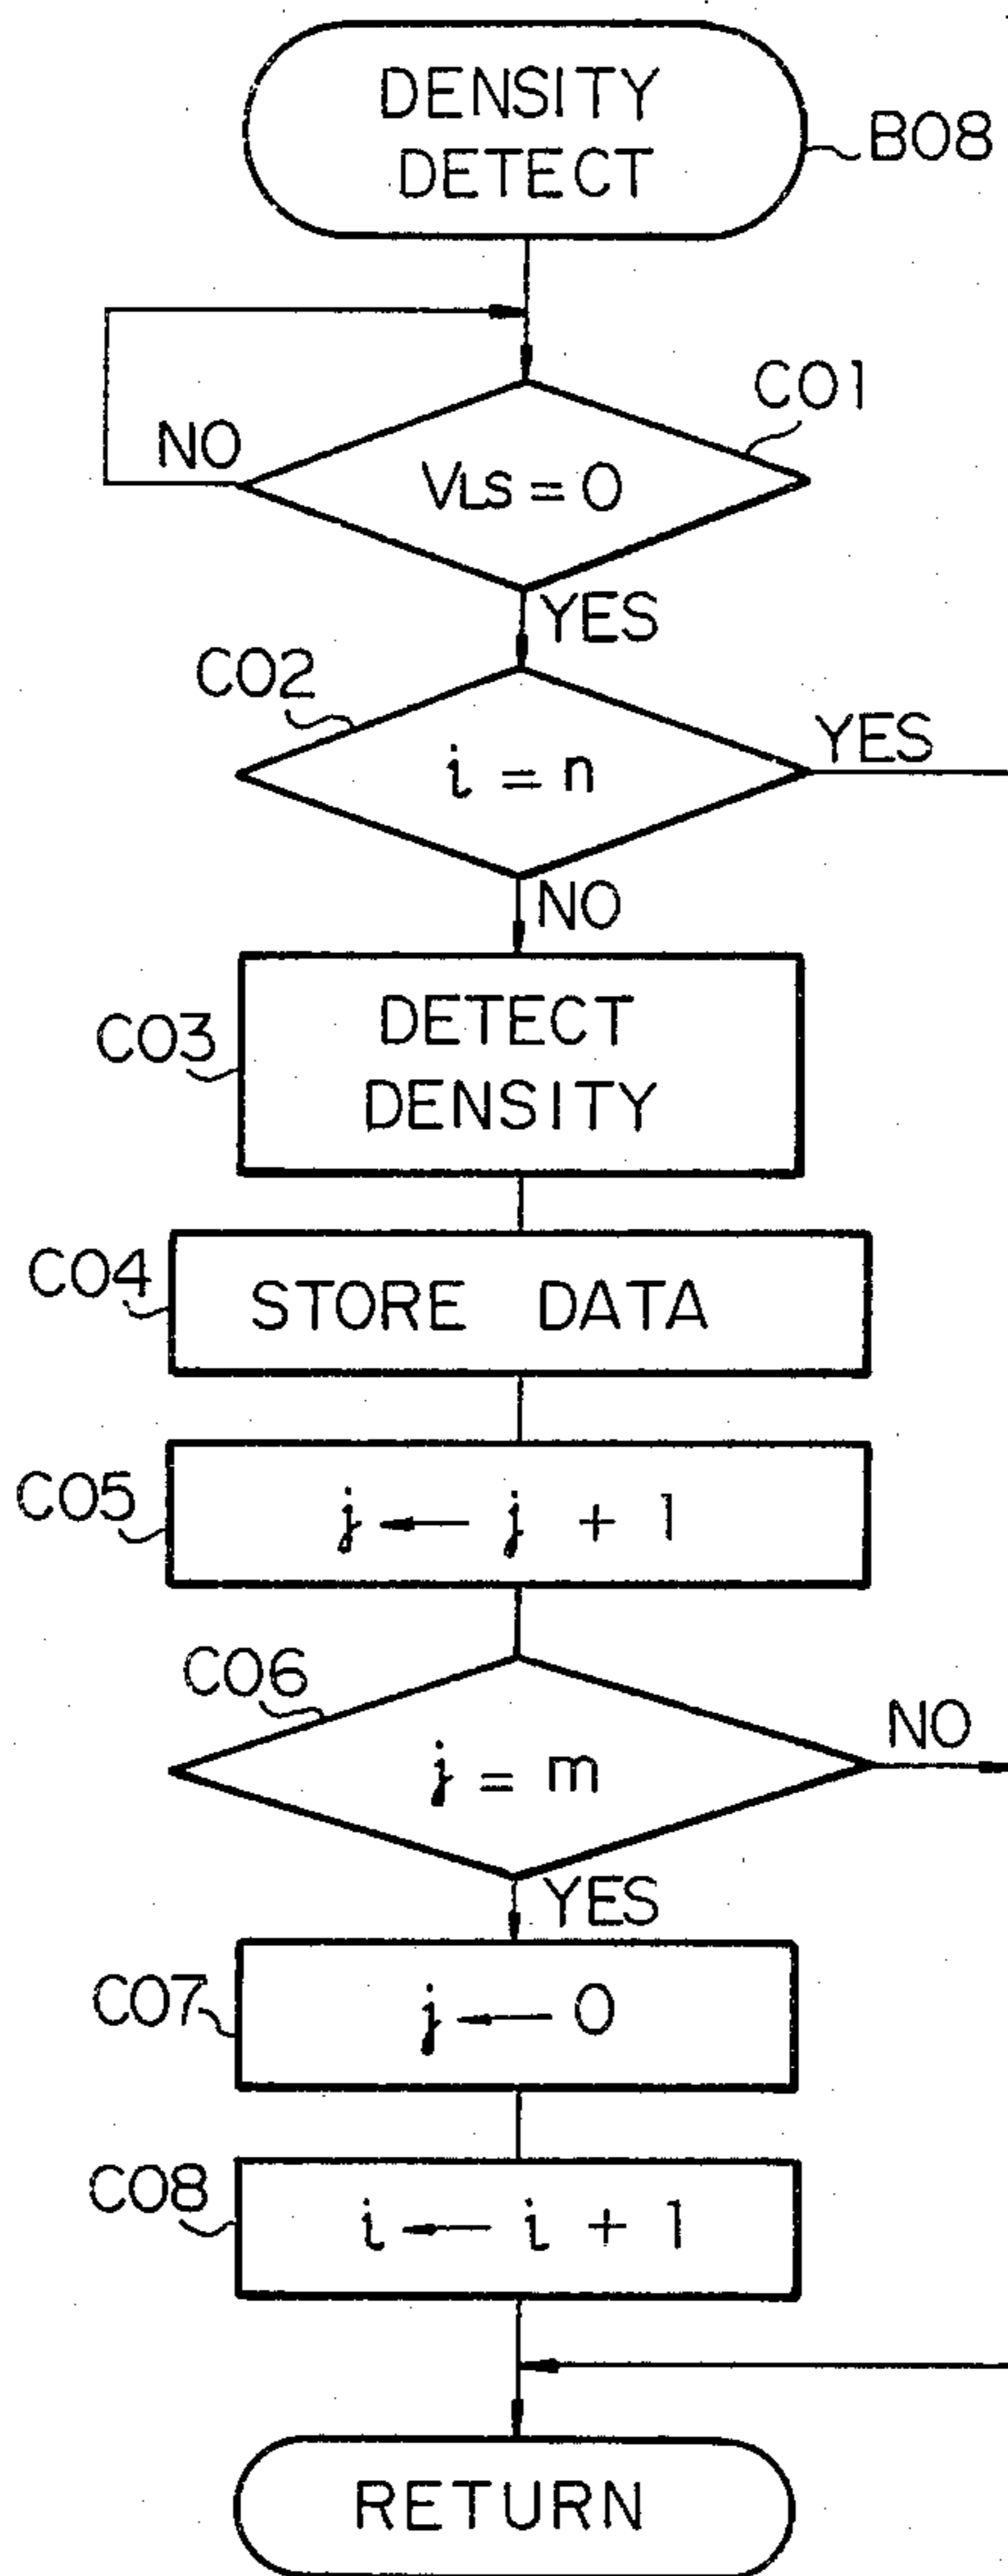 DENSITY
DETECT
B08
C01
NO
VLS = 0
YES
C02
YES
i = n
NO
C03
DETECT
DENSITY
C04
STORE DATA
C05
j ← j + 1
C06
NO
j = m
YES
C07
j ← 0
C08
i ← i + 1
RETURN